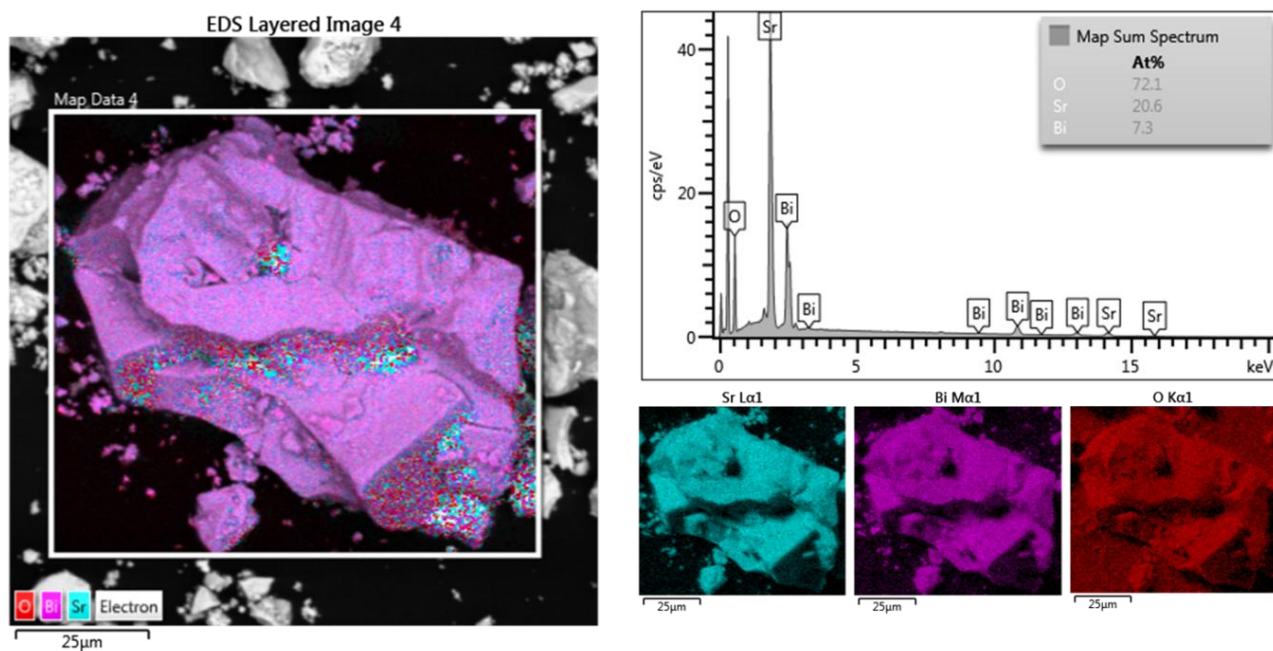 EDS Layered Image 4
Map Data 4
O Bi Sr Electron
25μm
40
20
0
cps/eV
Sr
O
Bi
Bi
Bi
Bi
Bi
Bi
Sr
Sr
0 5 10 15 keV
Map Sum Spectrum
At%
O 72.1
Sr 20.6
Bi 7.3
Sr Lα1
25μm
Bi Mα1
25μm
O Kα1
25μm